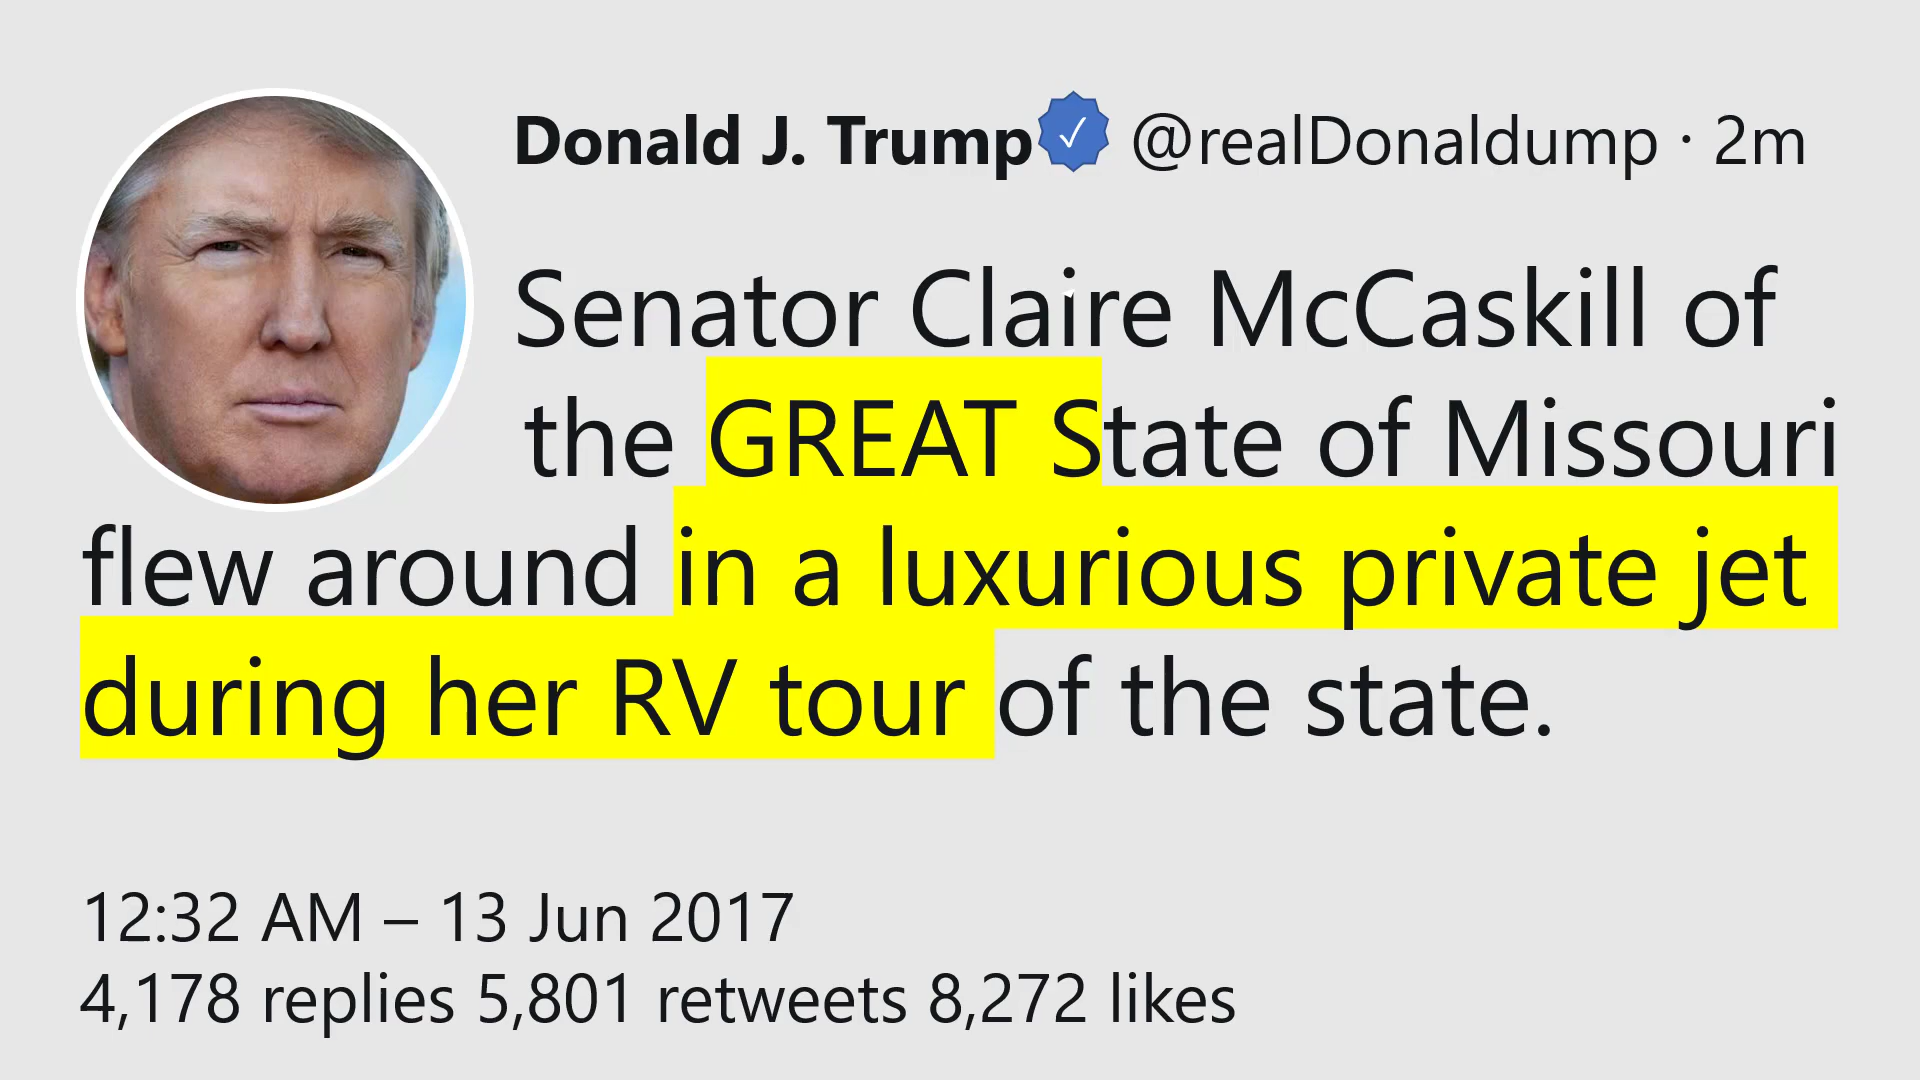 Donald J. Trump✓ @realDonaldump · 2m
Senator Claire McCaskill of
the GREAT State of Missouri
flew around in a luxurious private jet
during her RV tour of the state.
12:32 AM – 13 Jun 2017
4,178 replies 5,801 retweets 8,272 likes